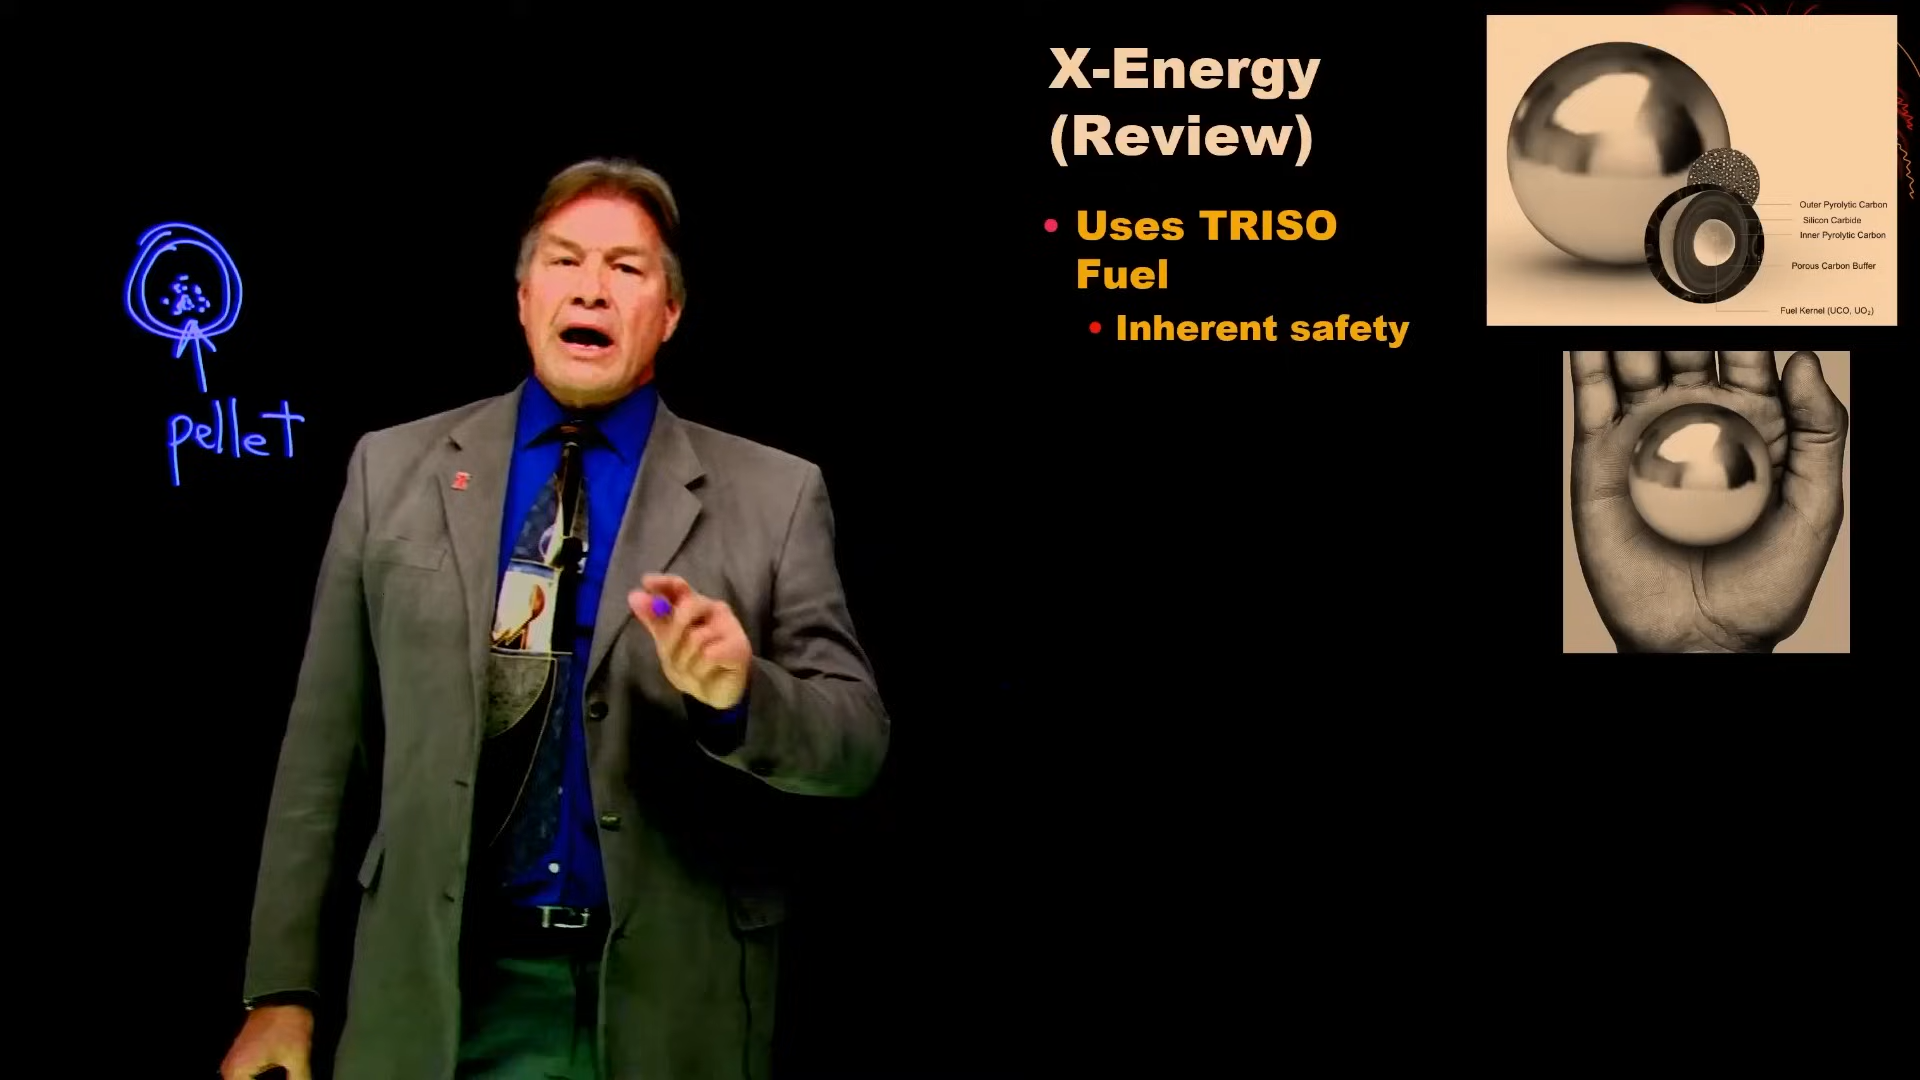 X-Energy
(Review)
• Uses TRISO
Fuel
• Inherent safety
Outer Pyrolytic Carbon
Silicon Carbide
Inner Pyrolytic Carbon
Porous Carbon Buffer
Fuel Kernel (UCO, UO₂)
pellet